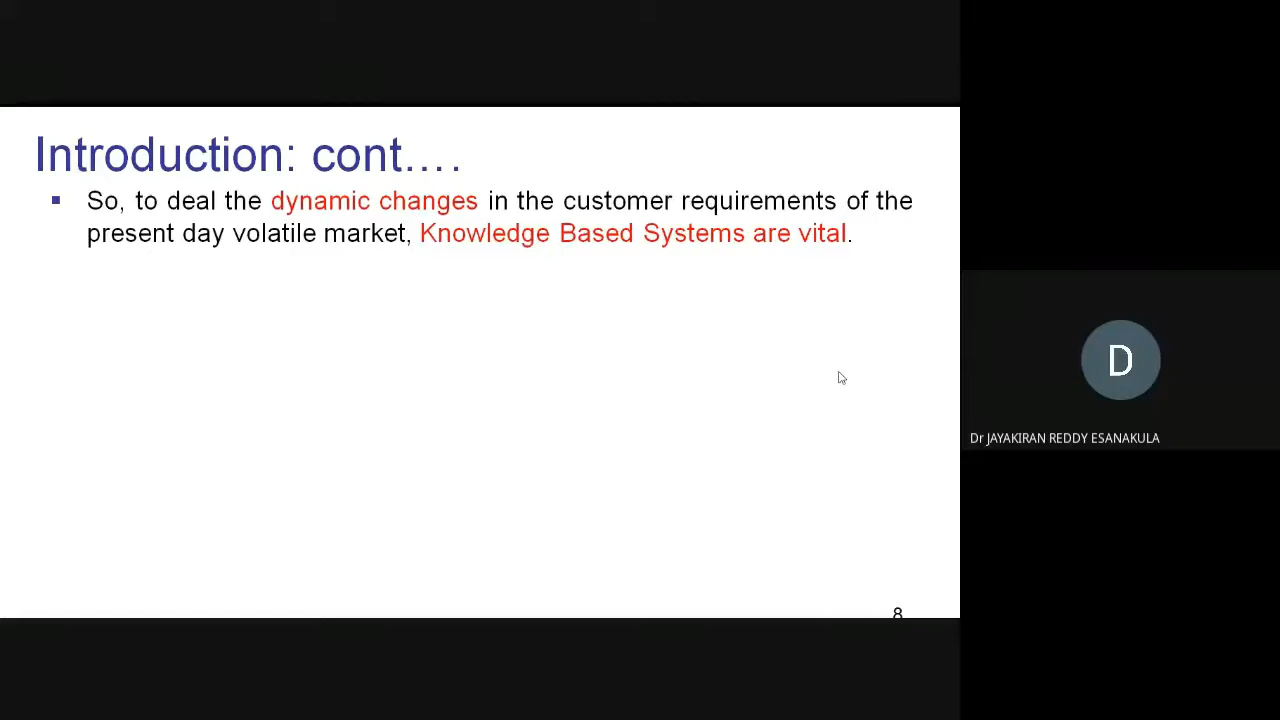 Introduction: cont....
▪ So, to deal the dynamic changes in the customer requirements of the
present day volatile market, Knowledge Based Systems are vital.
D
Dr JAYAKIRAN REDDY ESANAKULA
8